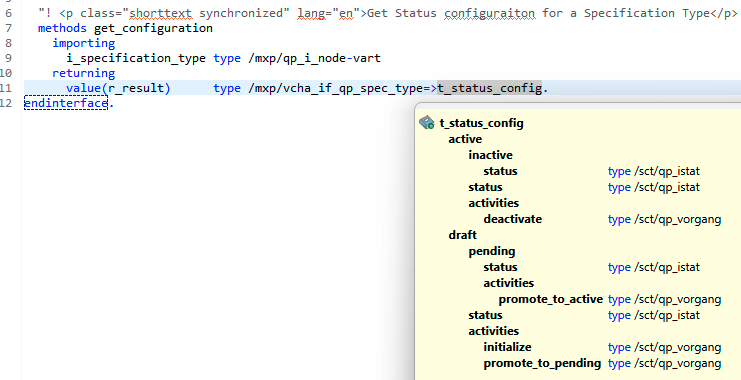 6 "! <p class="shorttext synchronized" lang="en">Get Status configuraiton for a Specification Type</p>
7 methods get_configuration
8 importing
9 i_specification_type type /mxp/qp_i_node-vart
10 returning
11 value(r_result) type /mxp/vcha_if_qp_spec_type=>t_status_config.
12 endinterface.
t_status_config
active
inactive
status type /sct/qp_istat
status type /sct/qp_istat
activities
deactivate type /sct/qp_vorgang
draft
pending
status type /sct/qp_istat
activities
promote_to_active type /sct/qp_vorgang
status type /sct/qp_istat
activities
initialize type /sct/qp_vorgang
promote_to_pending type /sct/qp_vorgang